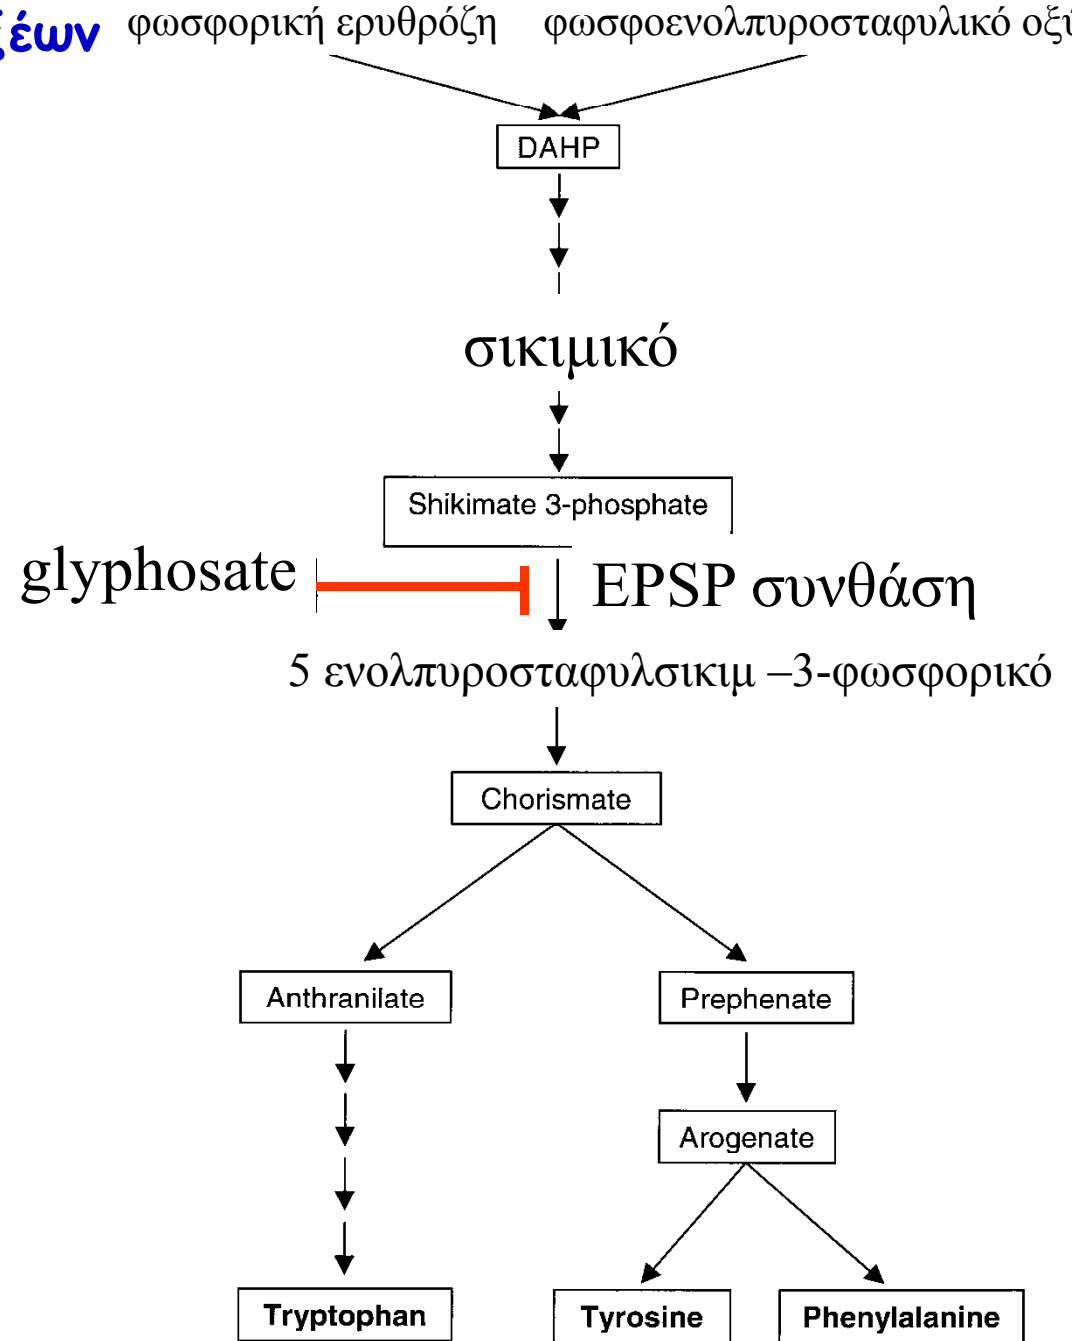 ξέων φωσφορική ερυθρόζη φωσφοενολπυροσταφυλικό οξύ
DAHP
σικιμικό
Shikimate 3-phosphate
glyphosate EPSP συνθάση
5 ενολπυροσταφυλσικιμ –3-φωσφορικό
Chorismate
Anthranilate Prephenate
Arogenate
Tryptophan Tyrosine Phenylalanine